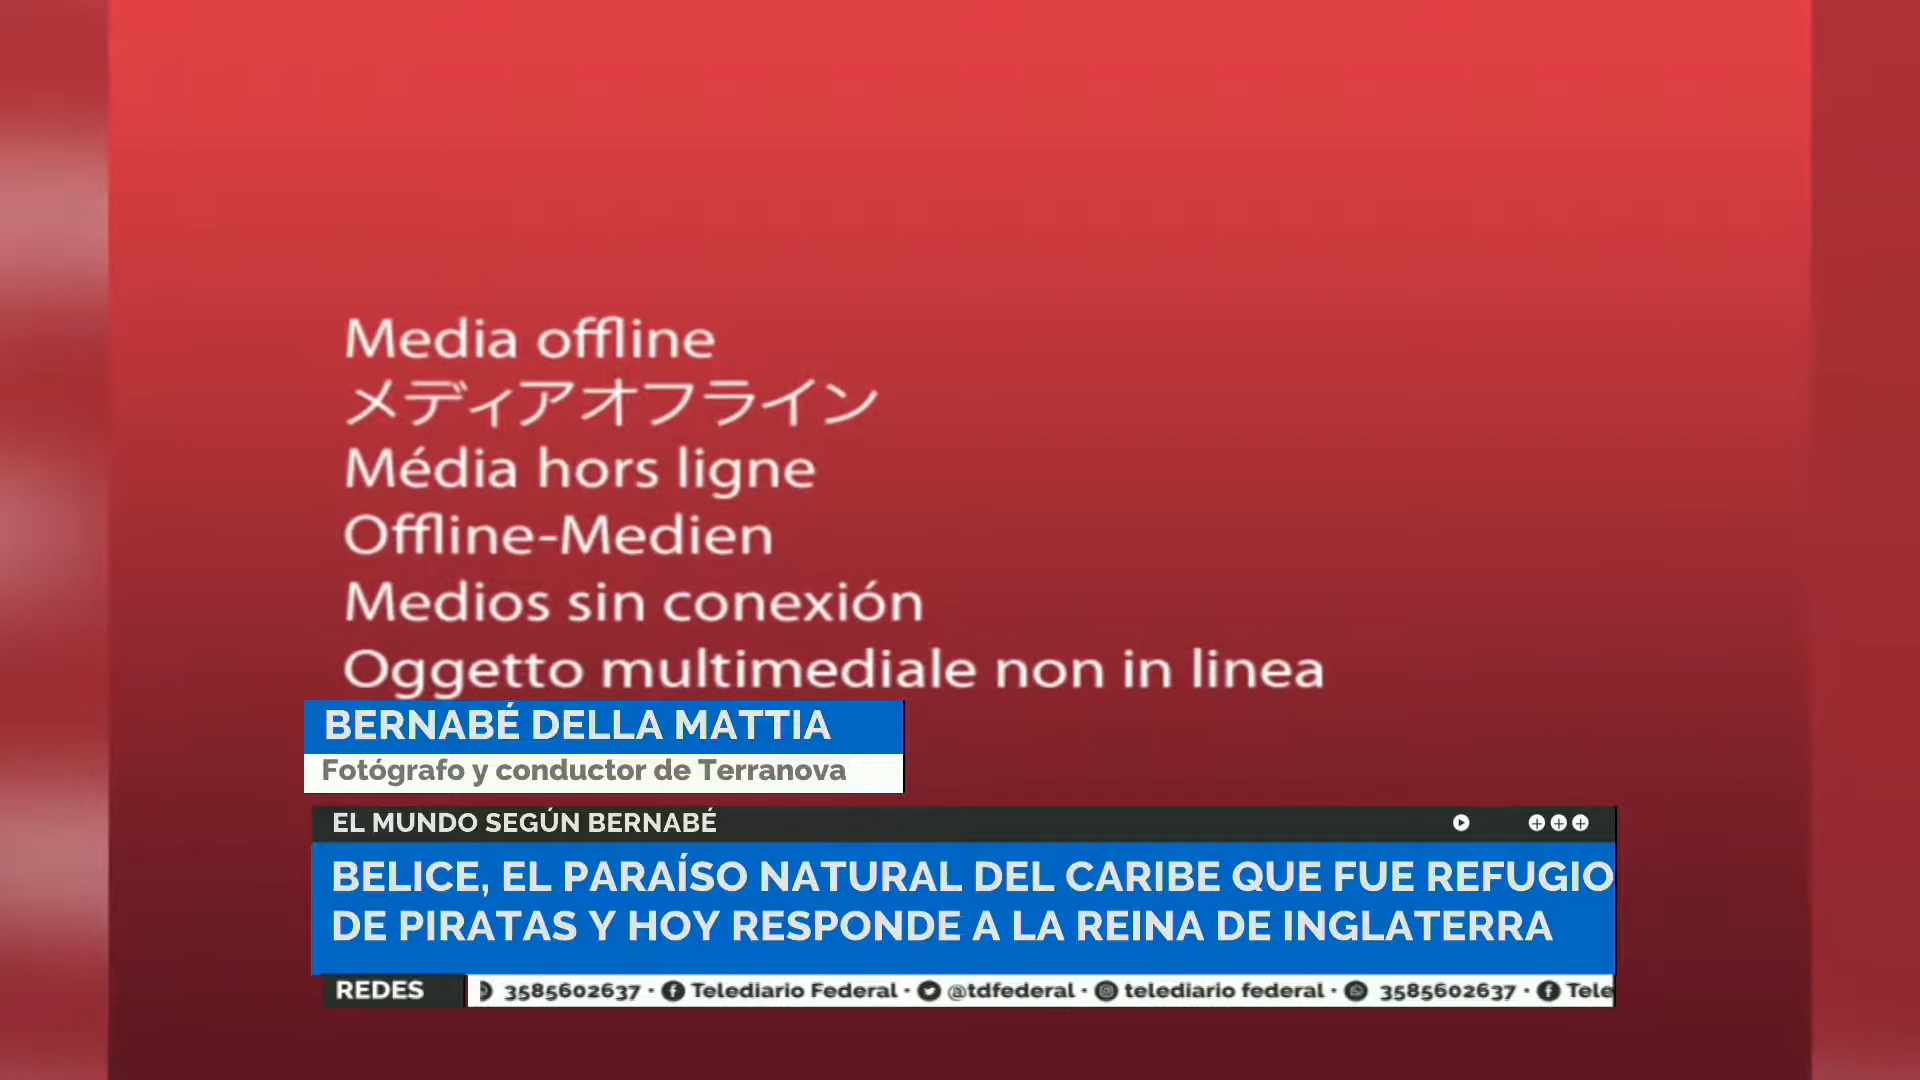 Media offline
メディアオフライン
Média hors ligne
Offline-Medien
Medios sin conexión
Oggetto multimediale non in linea
BERNABÉ DELLA MATTIA
Fotógrafo y conductor de Terranova
EL MUNDO SEGÚN BERNABÉ
BELICE, EL PARAÍSO NATURAL DEL CARIBE QUE FUE REFUGIO
DE PIRATAS Y HOY RESPONDE A LA REINA DE INGLATERRA
REDES 3585602637 · Telediario Federal · @tdfederal · telediario federal · 3585602637 · Tele